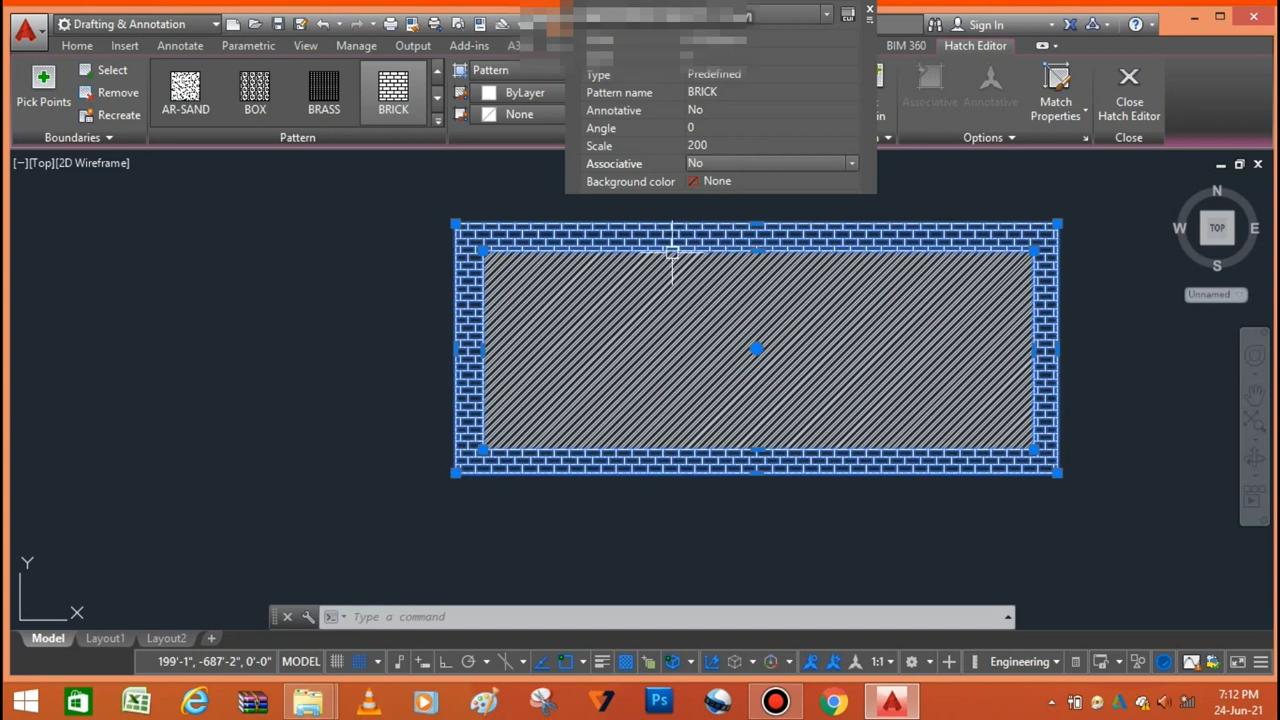 Drafting & Annotation
Sign In
Home Insert Annotate Parametric View Manage Output Add-ins BIM 360 Hatch Editor
Select
Remove
Recreate
Pick Points
AR-SAND BOX BRASS BRICK
Pattern
ByLayer
None
Type Predefined
Pattern name BRICK
Annotative No
Angle 0
Scale 200
Associative No
Background color None
Associative Annotative Match Properties Close Hatch Editor
Boundaries Pattern Options Close
[−][Top][2D Wireframe]
N
W TOP E
S
Unnamed
Y
X
Type a command
Model Layout1 Layout2 +
199'-1", -687'-2", 0'-0" MODEL 1:1 Engineering
Ps
7:12 PM
24-Jun-21